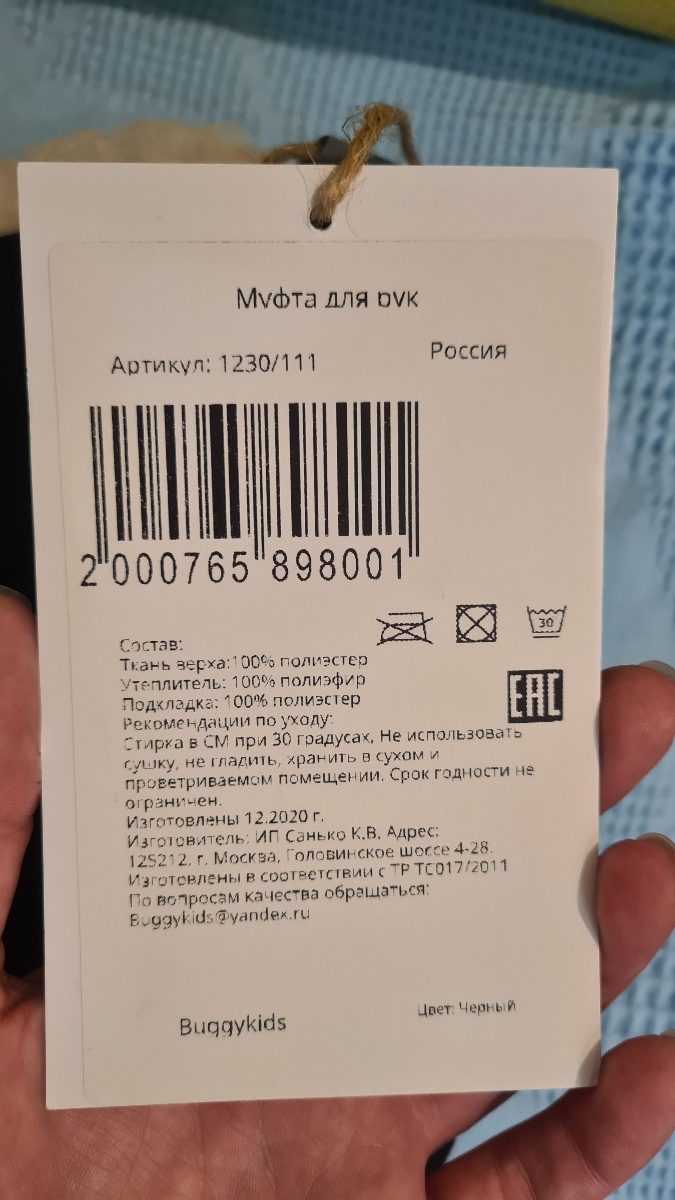 Муфта для рук
Артикул: 1230/111
Россия
2 000765 898001
30
Состав:
Ткань верха:100% полиэстер
Утеплитель: 100% полиэфир
Подкладка: 100% полиэстер
EAC
Рекомендации по уходу:
Стирка в СМ при 30 градусах, Не использовать
сушку, не гладить, хранить в сухом и
проветриваемом помещении. Срок годности не
ограничен.
Изготовлены 12.2020 г.
Изготовитель: ИП Санько К.В. Адрес:
125212, г. Москва, Головинское шоссе 4-28.
Изготовлены в соответствии с ТР ТС017/2011
По вопросам качества обращаться:
Buggykids@yandex.ru
Buggykids
Цвет: Черный